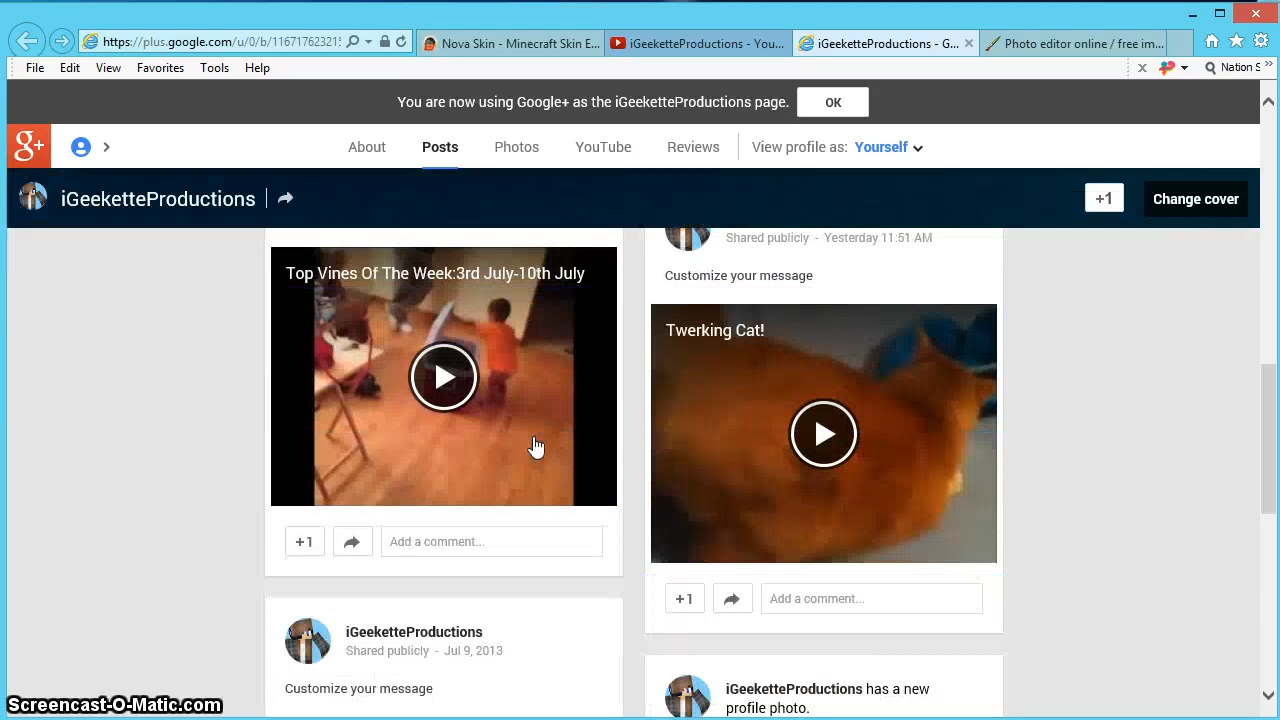 https://plus.google.com/u/0/b/11671762321
Nova Skin - Minecraft Skin E...
iGeeketteProductions - You...
iGeeketteProductions - G...
Photo editor online / free im...
File Edit View Favorites Tools Help
x
Nation S
»
You are now using Google+ as the iGeeketteProductions page.
OK
g+
About Posts Photos YouTube Reviews View profile as: Yourself
iGeeketteProductions
+1
Change cover
Top Vines Of The Week:3rd July-10th July
+1
Add a comment...
iGeeketteProductions
Shared publicly - Jul 9, 2013
Customize your message
Shared publicly - Yesterday 11:51 AM
Customize your message
Twerking Cat!
+1
Add a comment...
iGeeketteProductions has a new
profile photo.
Screencast-O-Matic.com